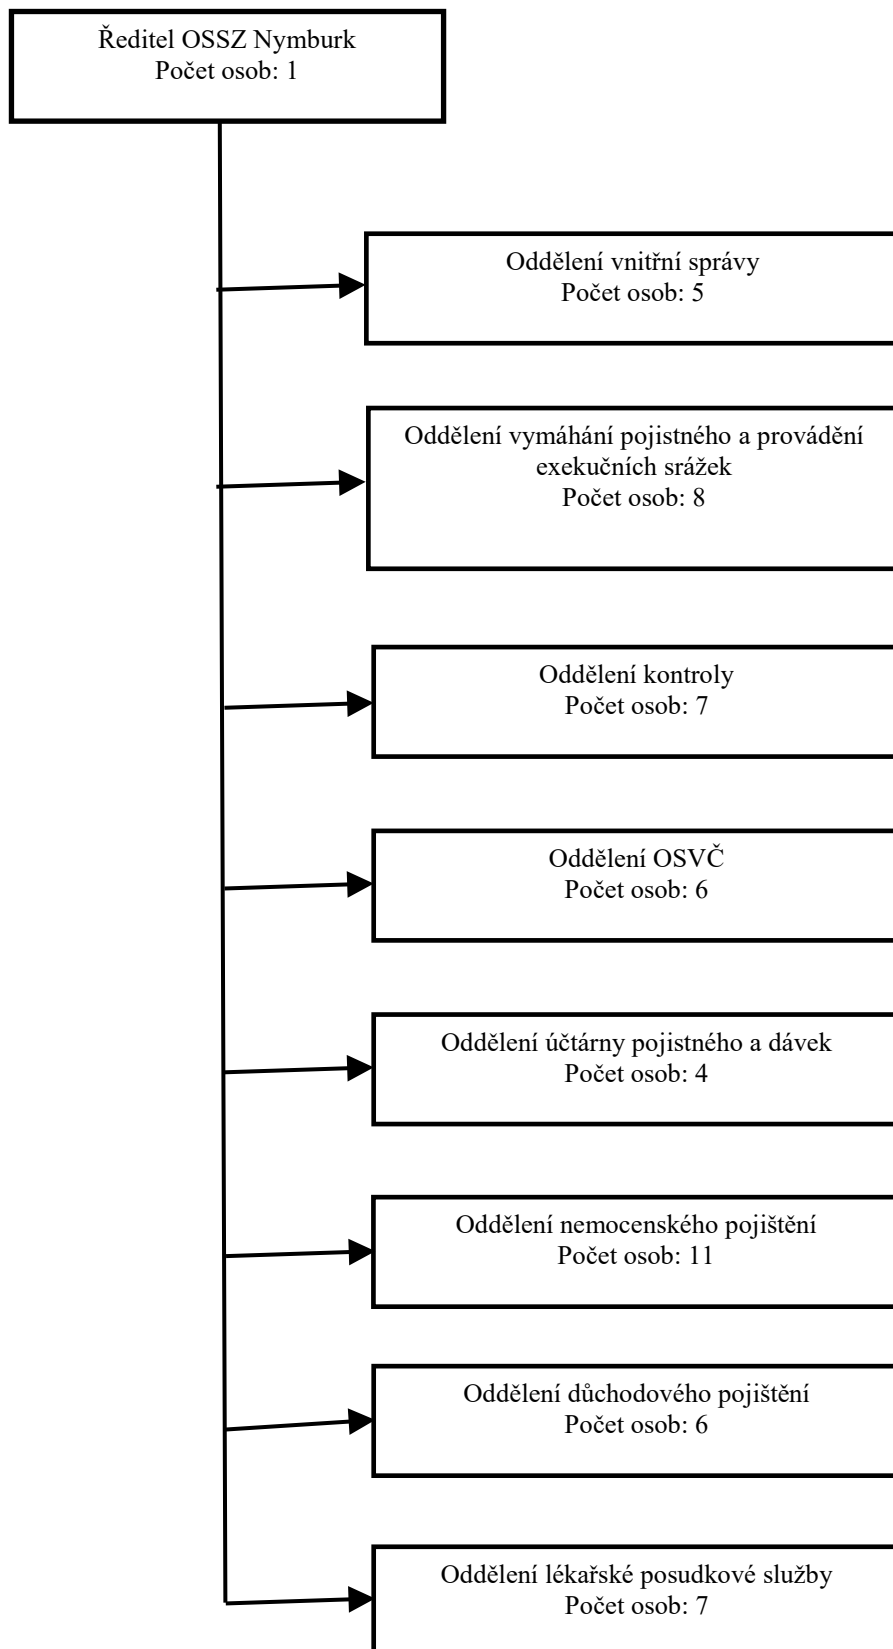 Ředitel OSSZ Nymburk
Počet osob: 1
Oddělení vnitřní správy
Počet osob: 5
Oddělení vymáhání pojistného a provádění
exekučních srážek
Počet osob: 8
Oddělení kontroly
Počet osob: 7
Oddělení OSVČ
Počet osob: 6
Oddělení účtárny pojistného a dávek
Počet osob: 4
Oddělení nemocenského pojištění
Počet osob: 11
Oddělení důchodového pojištění
Počet osob: 6
Oddělení lékařské posudkové služby
Počet osob: 7